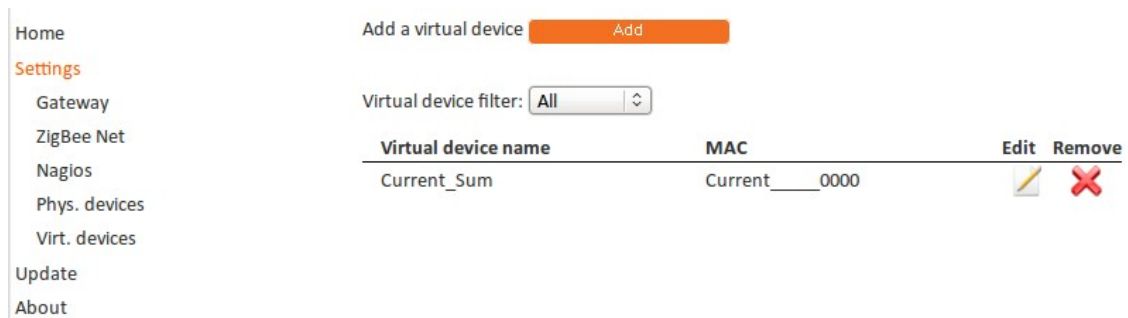 Home
Settings
Gateway
ZigBee Net
Nagios
Phys. devices
Virt. devices
Update
About
Add a virtual device Add
Virtual device filter: All
Virtual device name MAC Edit Remove
Current_Sum Current_____0000